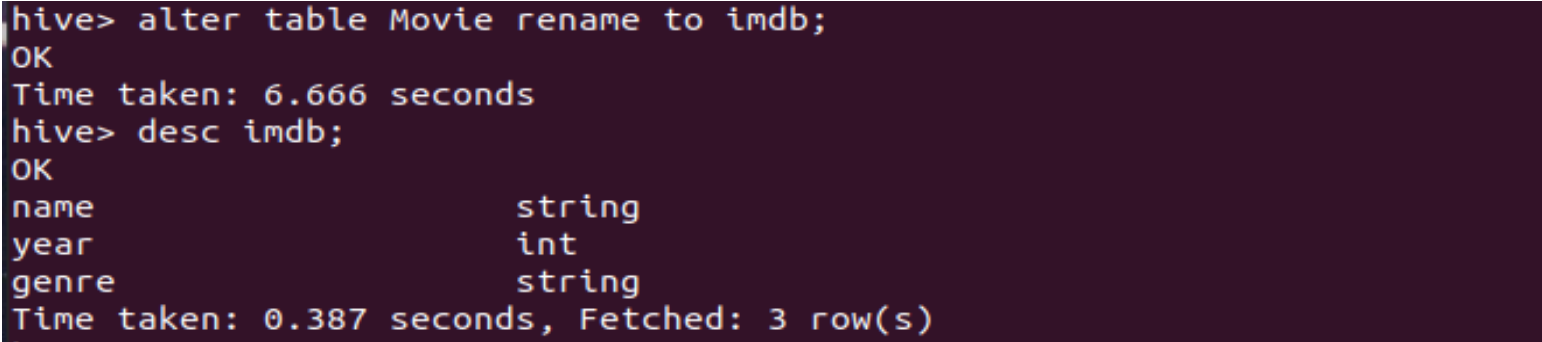 hive> alter table Movie rename to imdb;
OK
Time taken: 6.666 seconds
hive> desc imdb;
OK
name                    string
year                    int
genre                   string
Time taken: 0.387 seconds, Fetched: 3 row(s)